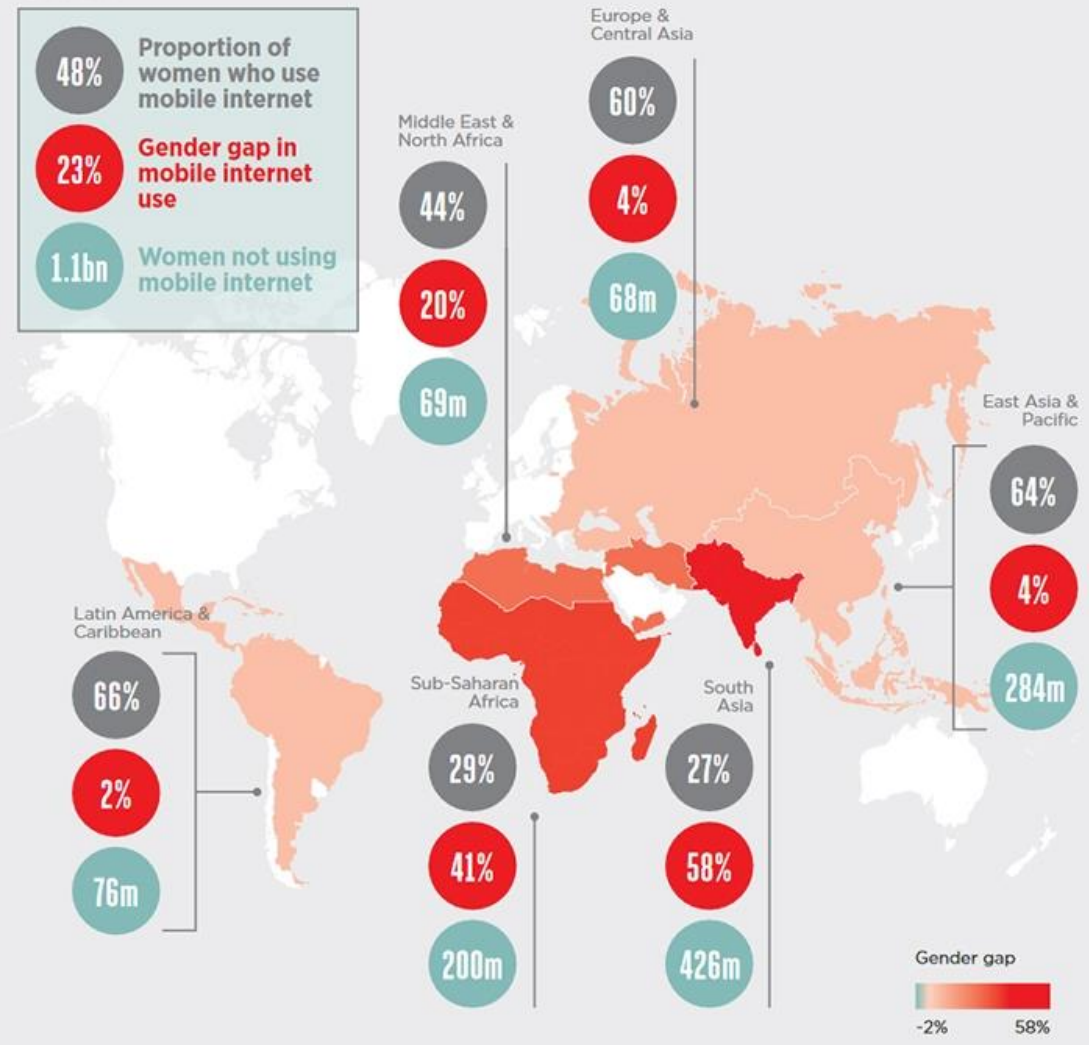 48%
Proportion of
women who use
mobile internet
23%
Gender gap in
mobile internet
use
1.1bn
Women not using
mobile internet
Europe &
Central Asia
60%
4%
68m
Middle East &
North Africa
44%
20%
69m
East Asia &
Pacific
64%
4%
284m
Latin America &
Caribbean
66%
2%
76m
Sub-Saharan
Africa
29%
41%
200m
South
Asia
27%
58%
426m
Gender gap
-2%
58%